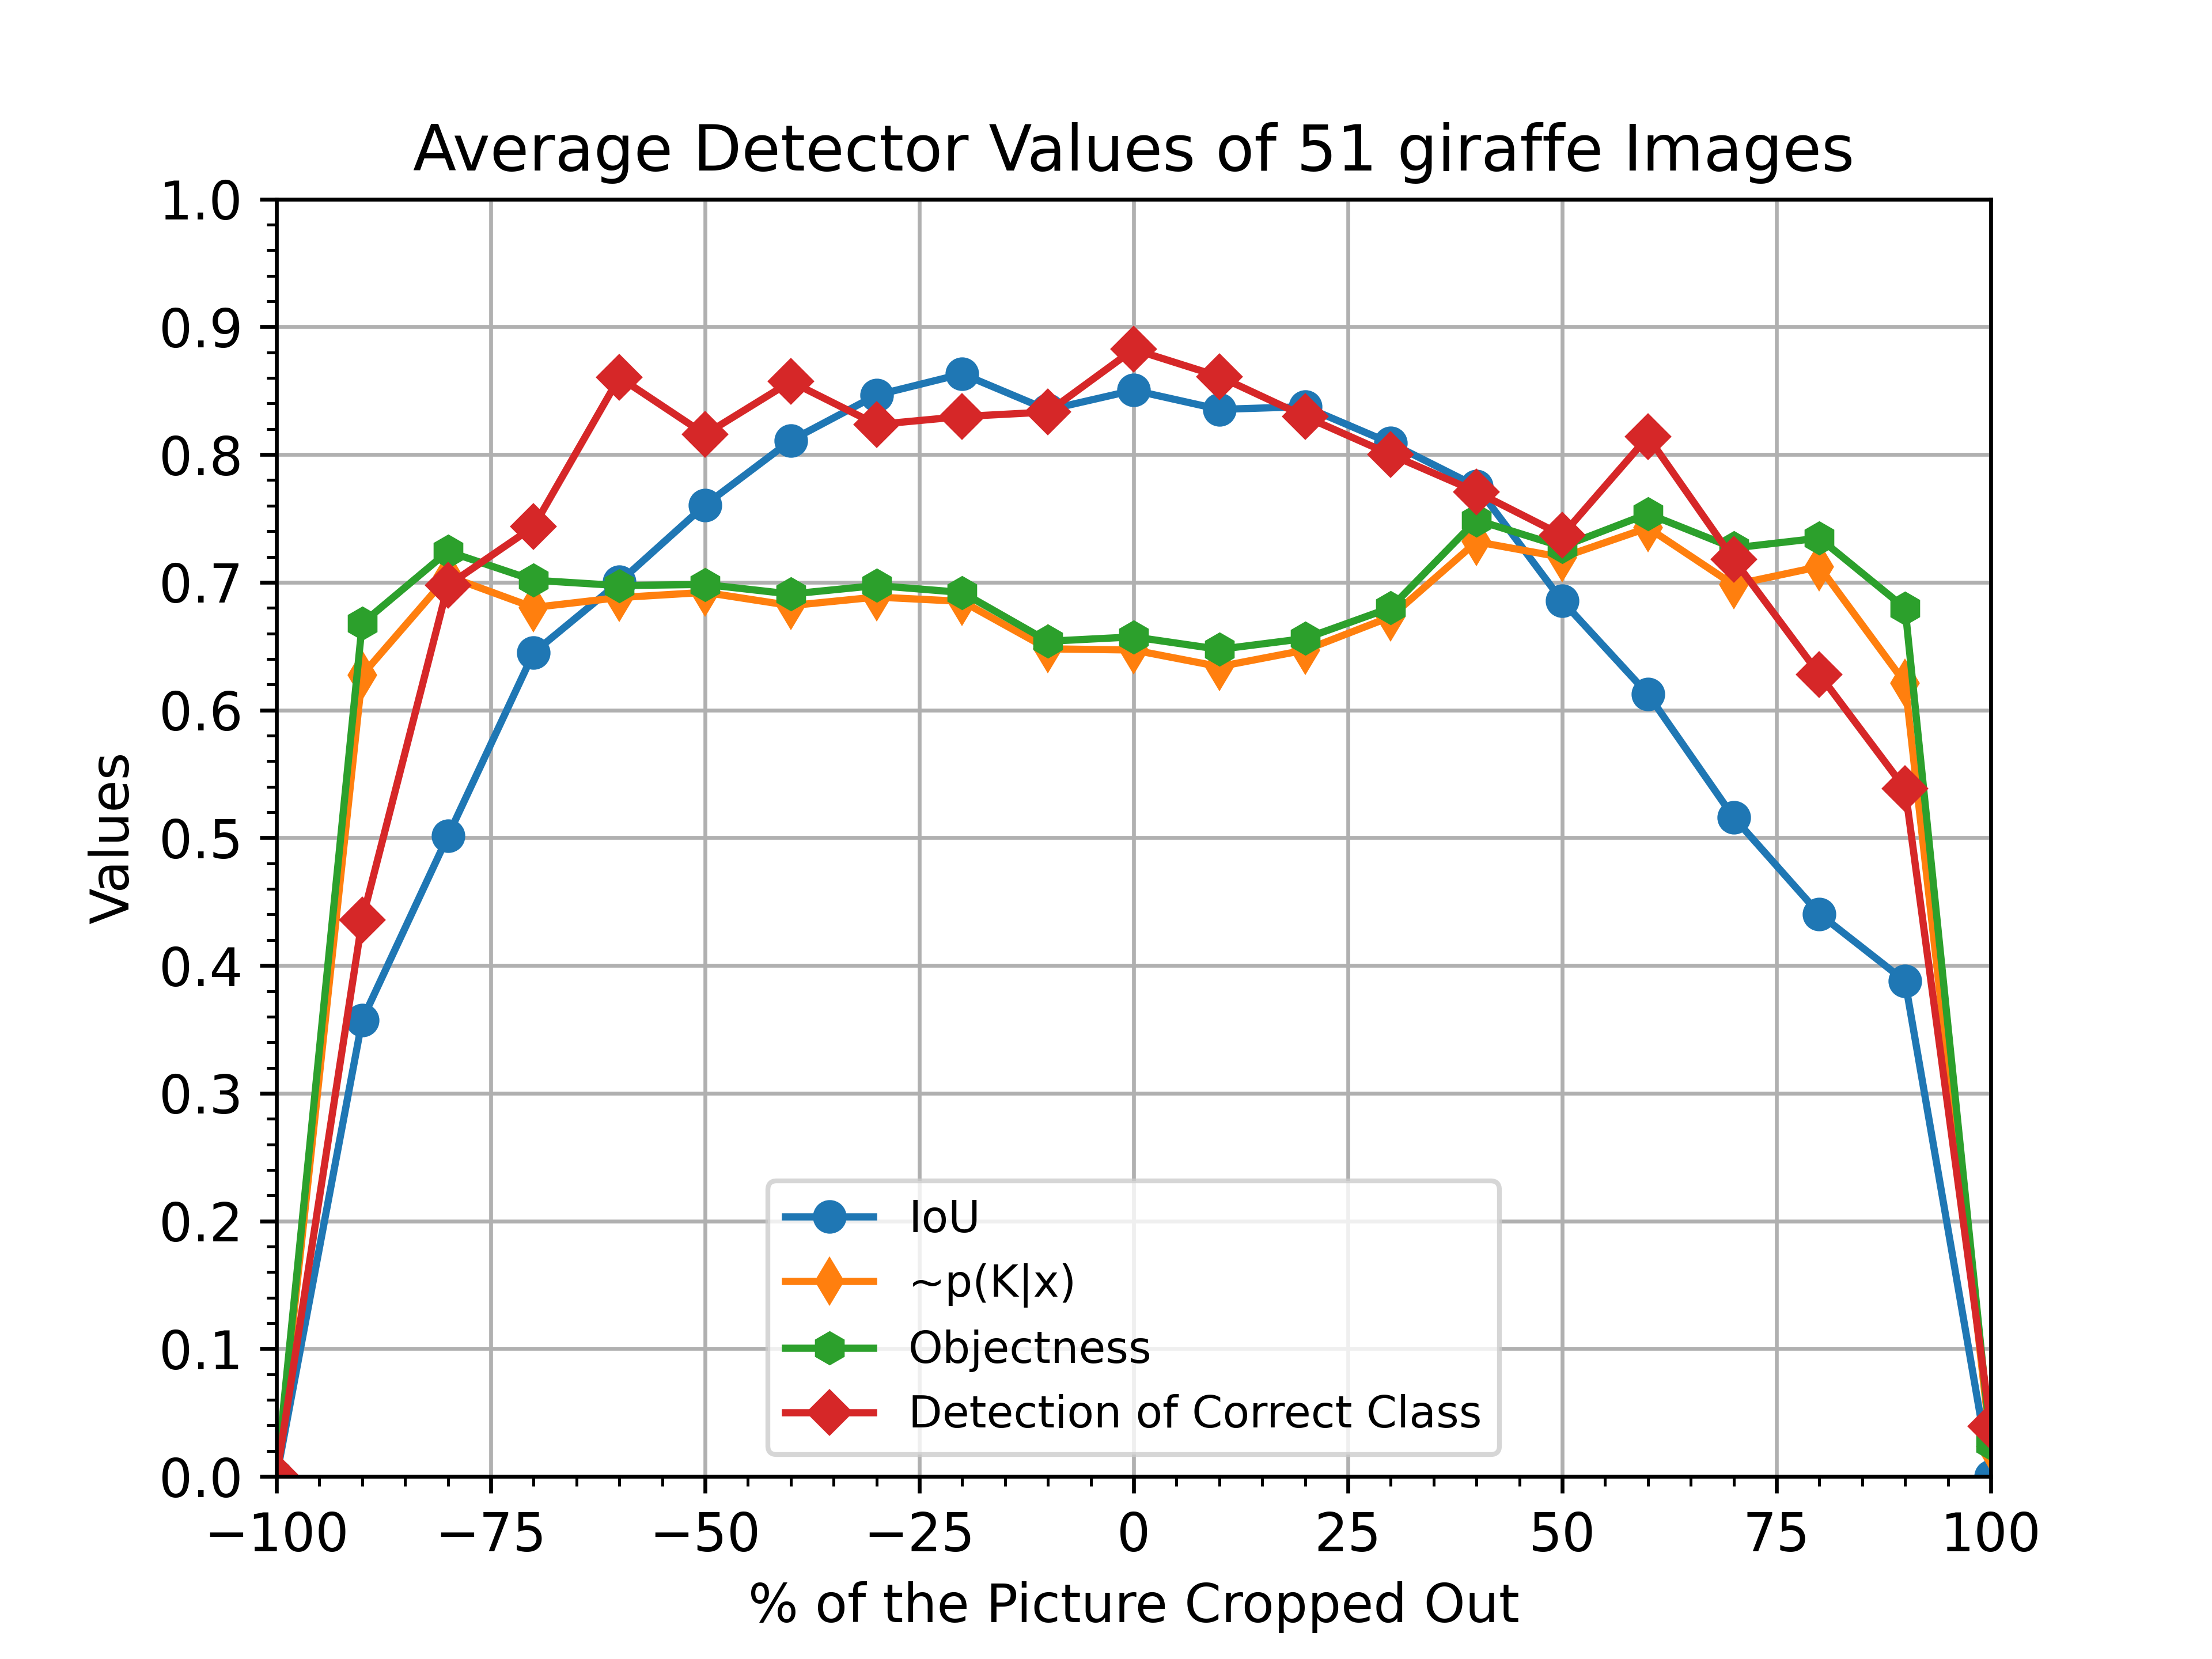 Average Detector Values of 51 giraffe Images
1.0
0.9
0.8
0.7
0.6
0.5
0.4
0.3
0.2
0.1
0.0
Values
IoU
~p(K|x)
Objectness
Detection of Correct Class
−100 −75 −50 −25 0 25 50 75 100
% of the Picture Cropped Out